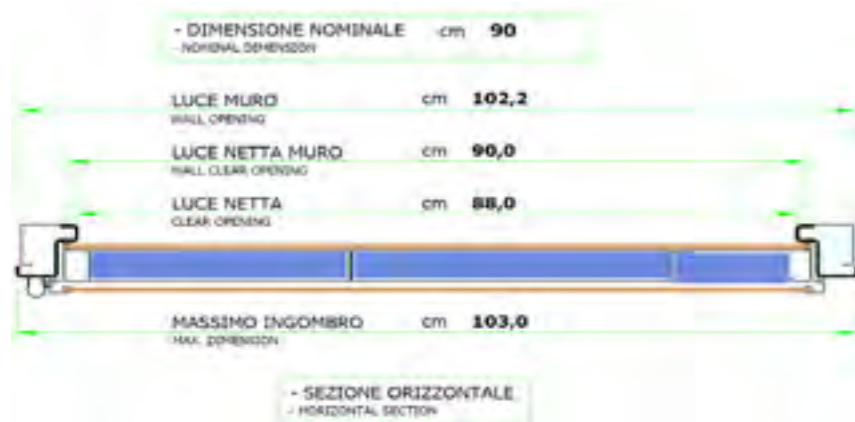 - DIMENSIONE NOMINALE cm 90
- NOMINAL DIMENSION
LUCE MURO cm 102,2
WALL OPENING
LUCE NETTA MURO cm 90,0
WALL CLEAR OPENING
LUCE NETTA cm 88,0
CLEAR OPENING
MASSIMO INGOMBRO cm 103,0
MAX. DIMENSION
- SEZIONE ORIZZONTALE
- HORIZONTAL SECTION